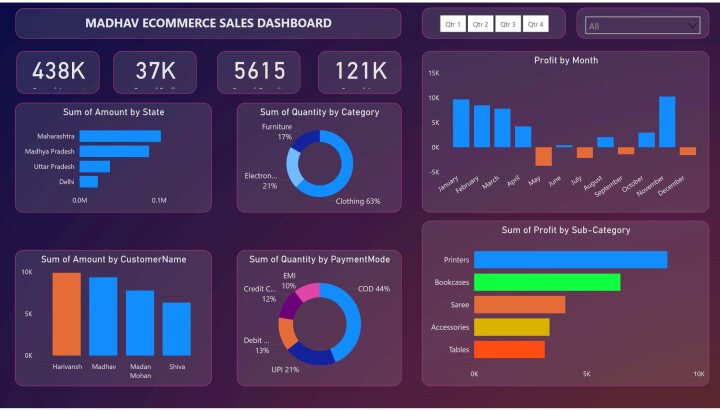 MADHAV ECOMMERCE SALES DASHBOARD
Qtr 1 Qtr 2 Qtr 3 Qtr 4
All
438K
37K
5615
121K
Sum of Amount by State
Maharashtra
Madhya Pradesh
Uttar Pradesh
Delhi
0.0M 0.1M
Sum of Quantity by Category
Furniture
17%
Electron...
21%
Clothing 63%
Profit by Month
15K
10K
5K
0K
-5K
January
February
March
April
May
June
July
August
September
October
November
December
Sum of Amount by CustomerName
10K
5K
0K
Harivansh Madhav Madan
Mohan
Shiva
Sum of Quantity by PaymentMode
EMI
10%
Credit C...
12%
Debit ...
13%
UPI 21%
COD 44%
Sum of Profit by Sub-Category
Printers
Bookcases
Saree
Accessories
Tables
0K 5K 10K